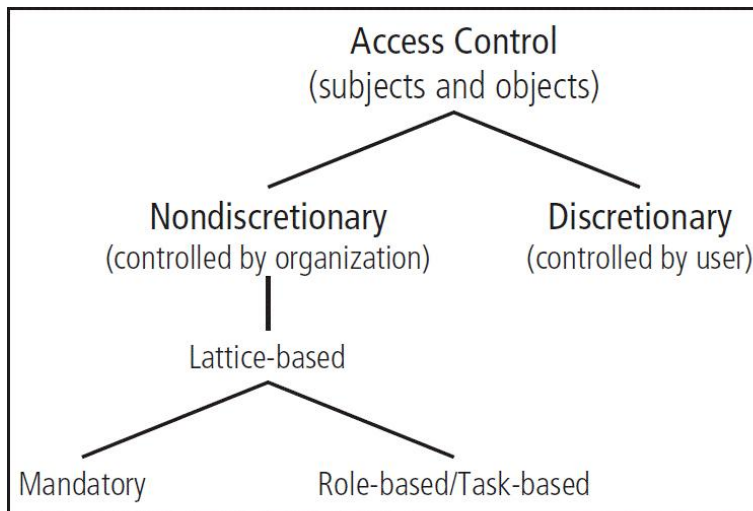 Access Control
(subjects and objects)
Nondiscretionary
(controlled by organization)
Discretionary
(controlled by user)
Lattice-based
Mandatory
Role-based/Task-based